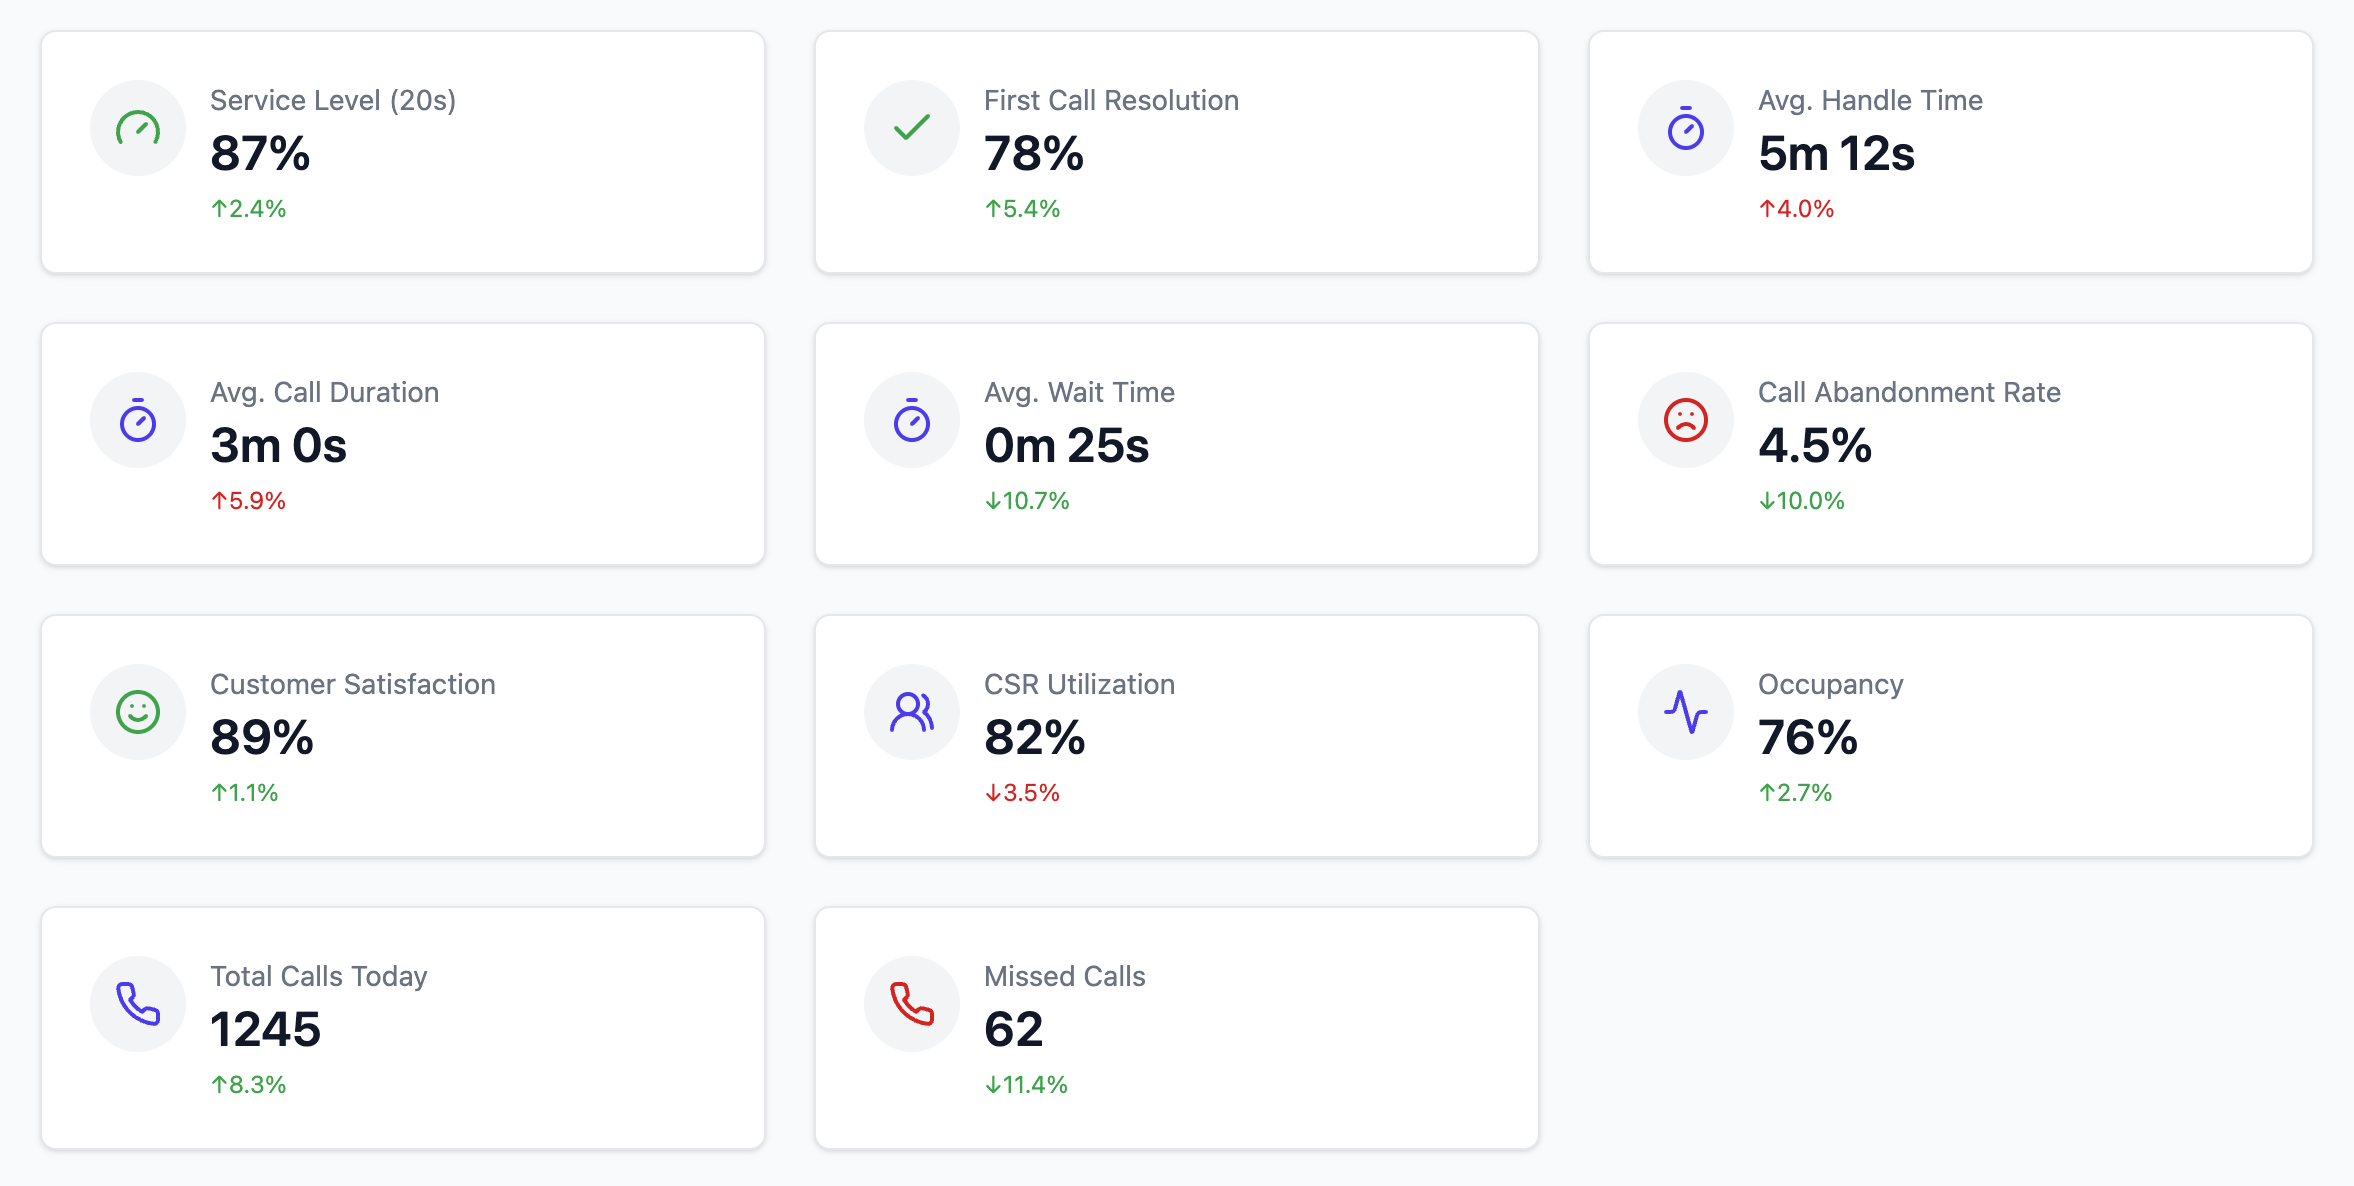 Service Level (20s)
87%
↑2.4%
First Call Resolution
78%
↑5.4%
Avg. Handle Time
5m 12s
↑4.0%
Avg. Call Duration
3m 0s
↑5.9%
Avg. Wait Time
0m 25s
↓10.7%
Call Abandonment Rate
4.5%
↓10.0%
Customer Satisfaction
89%
↑1.1%
CSR Utilization
82%
↓3.5%
Occupancy
76%
↑2.7%
Total Calls Today
1245
↑8.3%
Missed Calls
62
↓11.4%